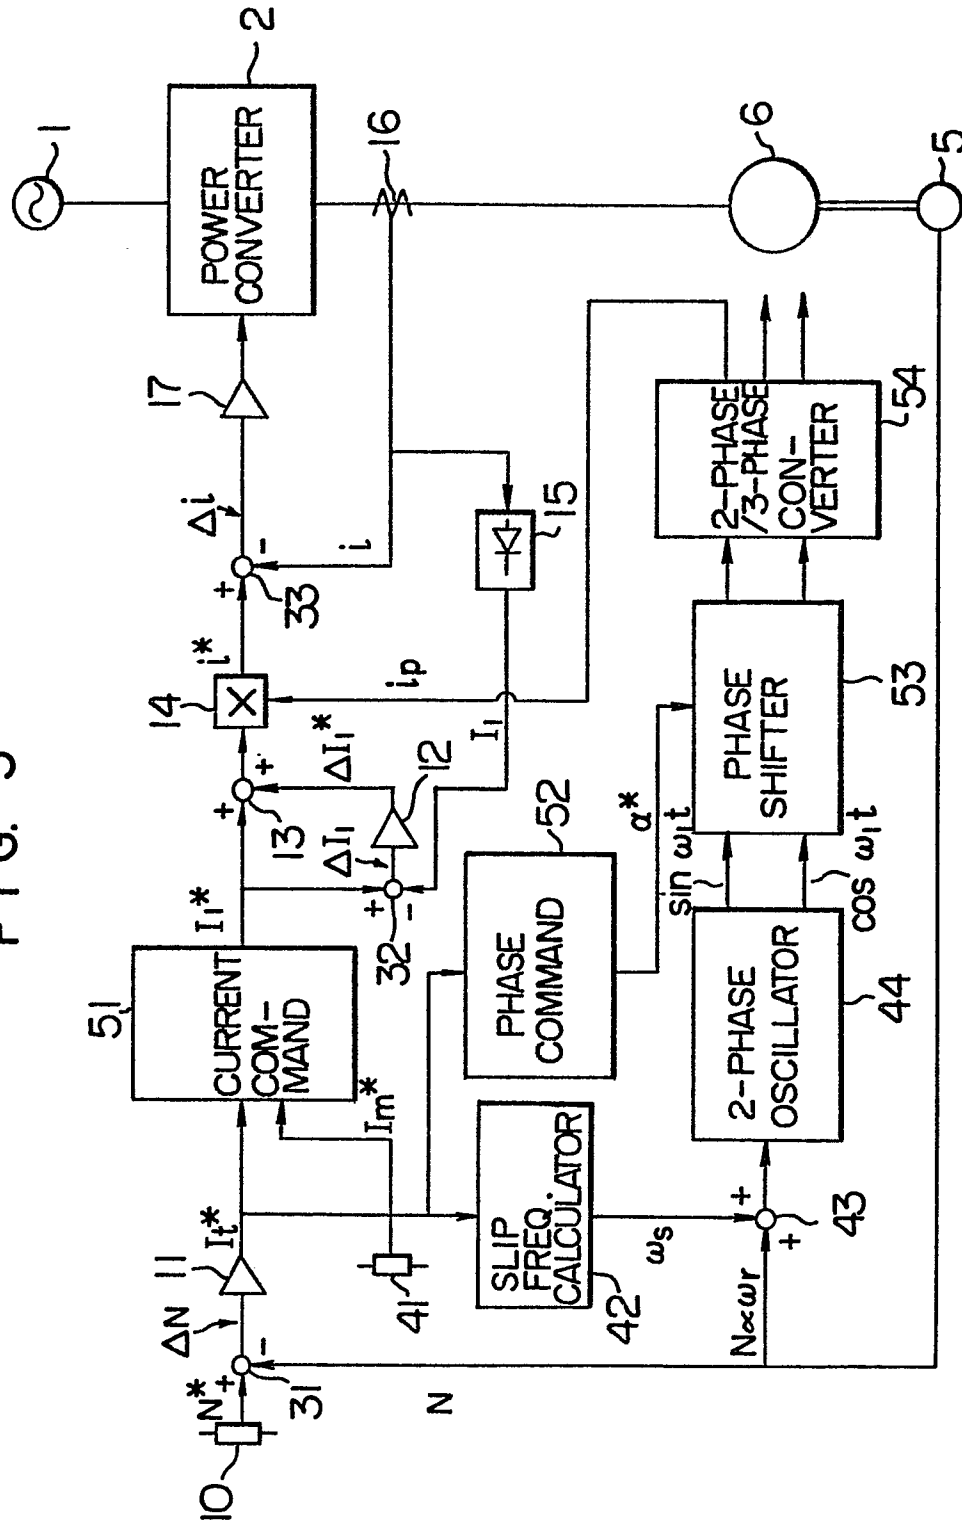 FIG. 5
1
2
POWER
CONVERTER
16
6
5
17
Δi
-
+
33
i
i*
14
X
ip
15
I1
ΔI1*
12
+
+
13
ΔI1
I1*
+
-
32
51
CURRENT
COM-
MAND
Im*
It*
11
ΔN
-
+
N*
31
10
N
41
SLIP
FREQ.
CALCULATOR
42
ωs
PHASE
COMMAND
52
α*
N∝ωr
+
+
43
2-PHASE
OSCILLATOR
44
sin ω1t
cos ω1t
PHASE
SHIFTER
53
2-PHASE
/3-PHASE
CON-
VERTER
54